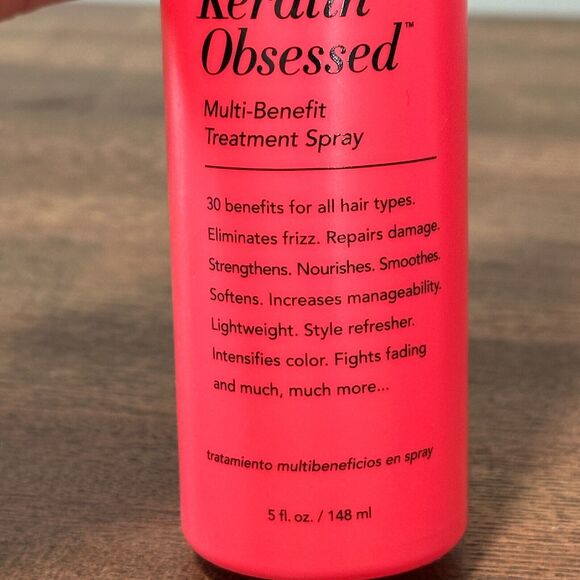 Keratin
Obsessed™
Multi-Benefit
Treatment Spray
30 benefits for all hair types.
Eliminates frizz. Repairs damage.
Strengthens. Nourishes. Smoothes.
Softens. Increases manageability.
Lightweight. Style refresher.
Intensifies color. Fights fading
and much, much more...
tratamiento multibeneficios en spray
5 fl. oz. / 148 ml